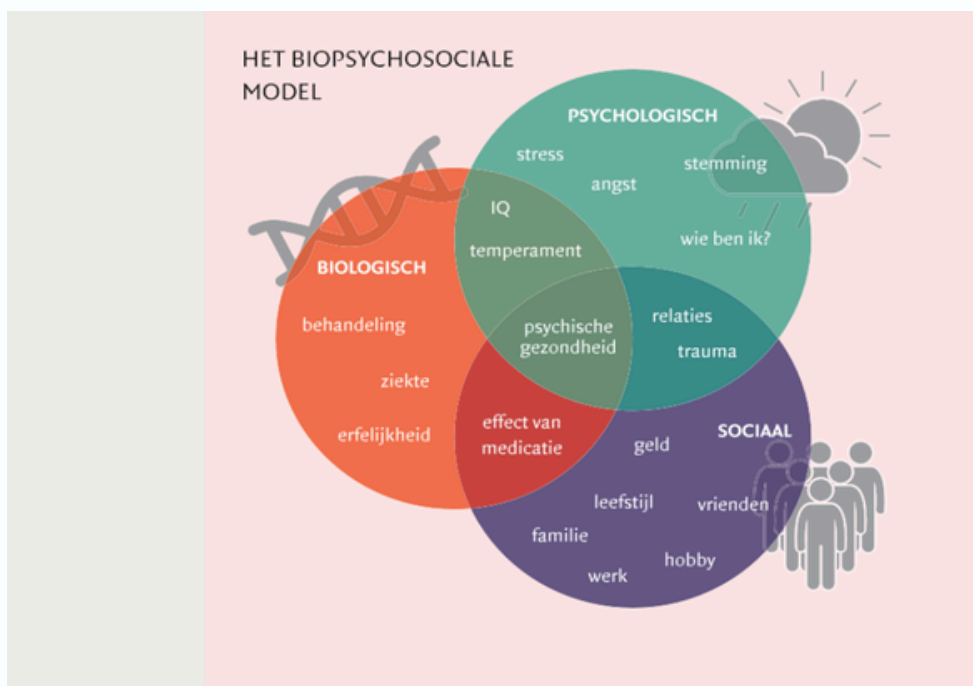 HET BIOPSYCHOSOCIALE
MODEL
PSYCHOLOGISCH
stress
stemming
angst
wie ben ik?
IQ
temperament
BIOLOGISCH
behandeling
ziekte
erfelijkheid
psychische
gezondheid
relaties
trauma
effect van
medicatie
SOCIAAL
geld
leefstijl
vrienden
familie
hobby
werk